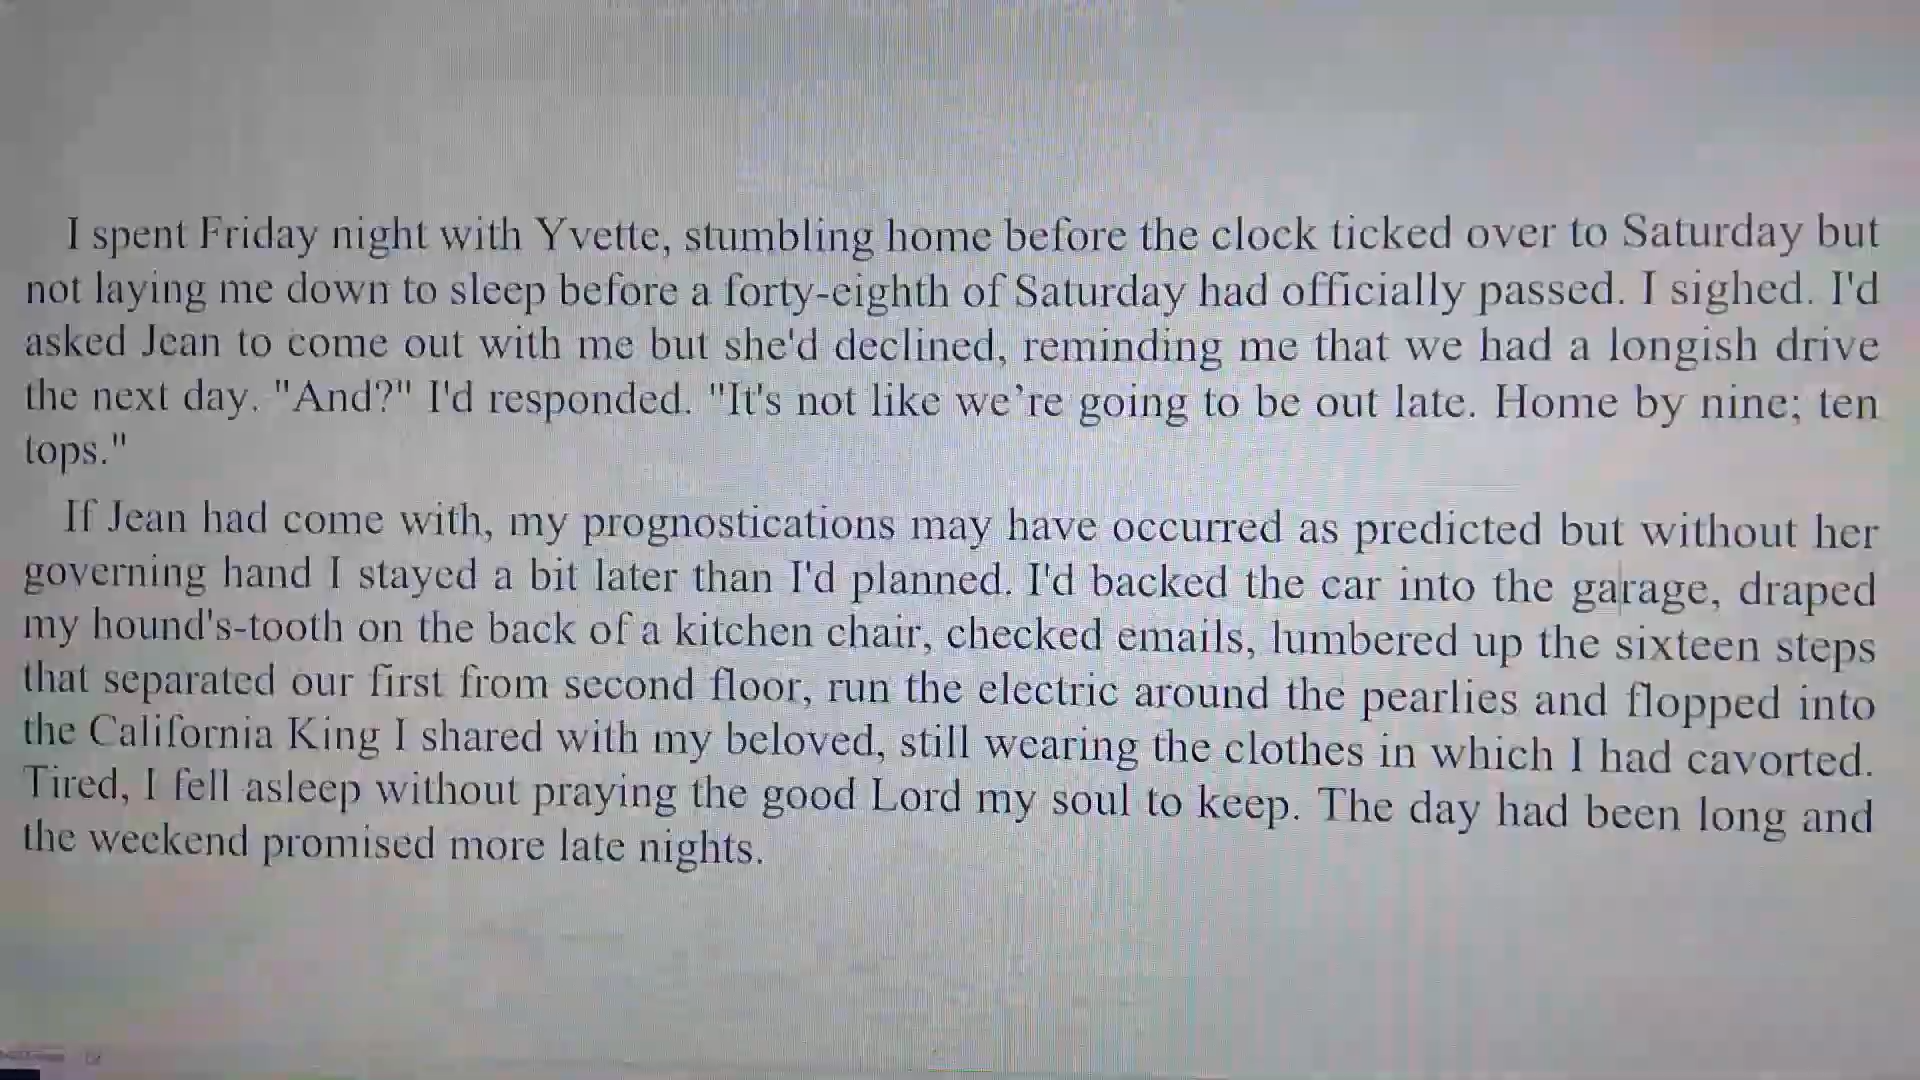 I spent Friday night with Yvette, stumbling home before the clock ticked over to Saturday but
not laying me down to sleep before a forty-eighth of Saturday had officially passed. I sighed. I'd
asked Jean to come out with me but she'd declined, reminding me that we had a longish drive
the next day. "And?" I'd responded. "It's not like we’re going to be out late. Home by nine; ten
tops."
If Jean had come with, my prognostications may have occurred as predicted but without her
governing hand I stayed a bit later than I'd planned. I'd backed the car into the garage, draped
my hound's-tooth on the back of a kitchen chair, checked emails, lumbered up the sixteen steps
that separated our first from second floor, run the electric around the pearlies and flopped into
the California King I shared with my beloved, still wearing the clothes in which I had cavorted.
Tired, I fell asleep without praying the good Lord my soul to keep. The day had been long and
the weekend promised more late nights.